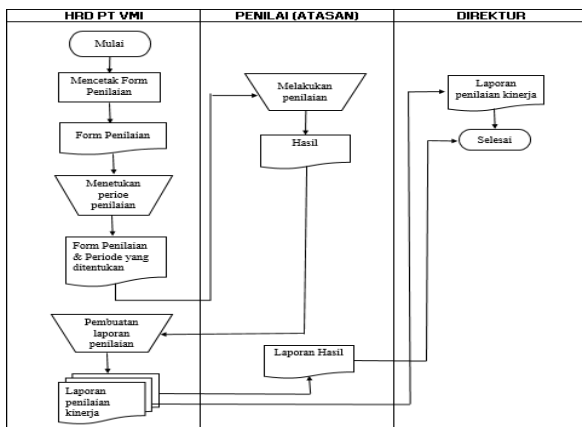 HRD PT VMI
PENILAI (ATASAN)
DIREKTUR
Mulai
Mencetak Form
Penilaian
Form Penilaian
Menetukan
perioe
penilaian
Form Penilaian
& Periode yang
ditentukan
Pembuatan
laporan
penilaian
Laporan
penilaian
kinerja
Melakukan
penilaian
Hasil
Laporan Hasil
Laporan
penilaian kinerja
Selesai